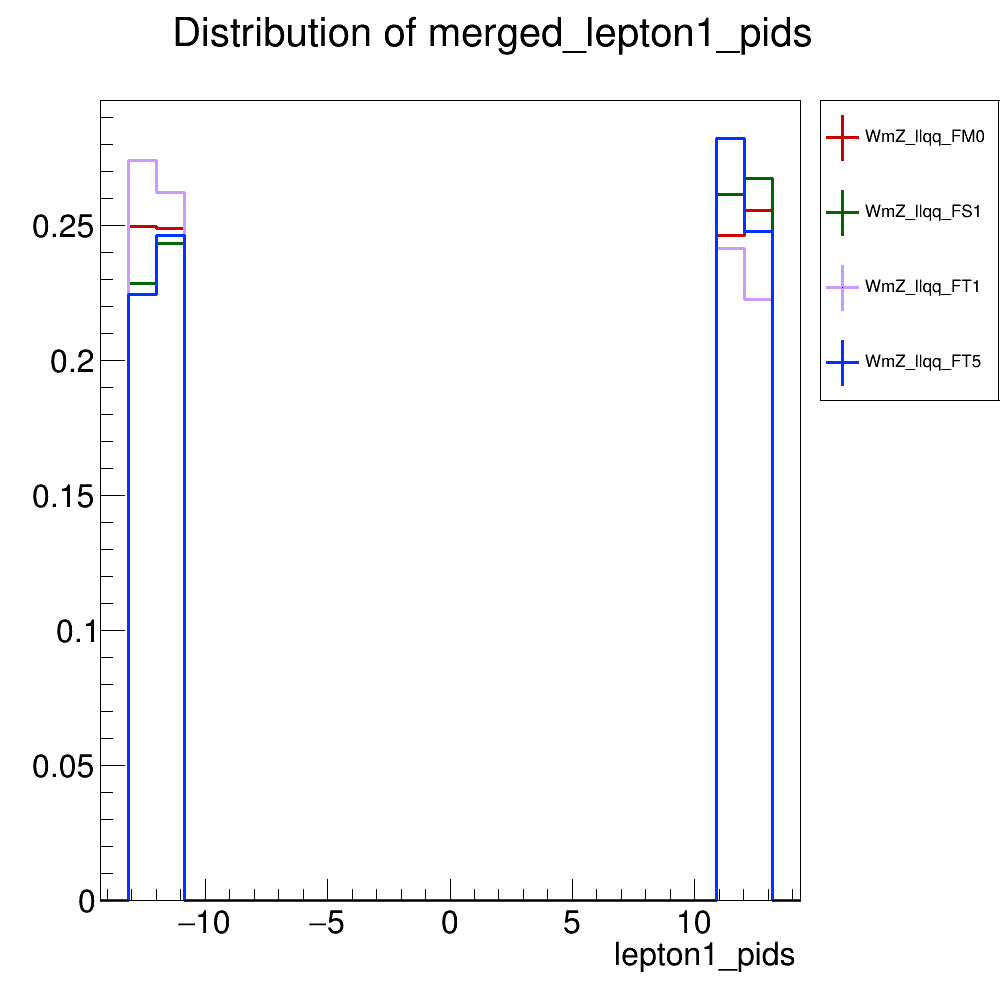 Distribution of merged_lepton1_pids
WmZ_llqq_FM0
WmZ_llqq_FS1
WmZ_llqq_FT1
WmZ_llqq_FT5
0.25
0.2
0.15
0.1
0.05
0
−10 −5 0 5 10
lepton1_pids